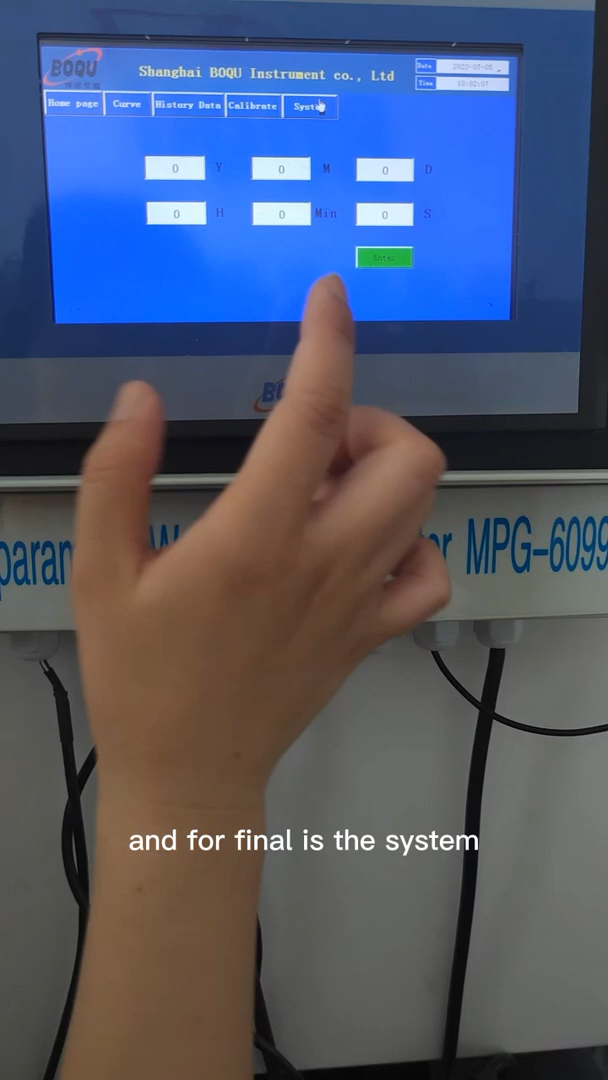 BOQU
Shanghai BOQU Instrument co., Ltd
Date
Time
Home page
Curve
History Data
Calibrate
0 Y 0 M 0 D
0 H 0 Min 0 S
Enter
MPG-6099
and for final is the system